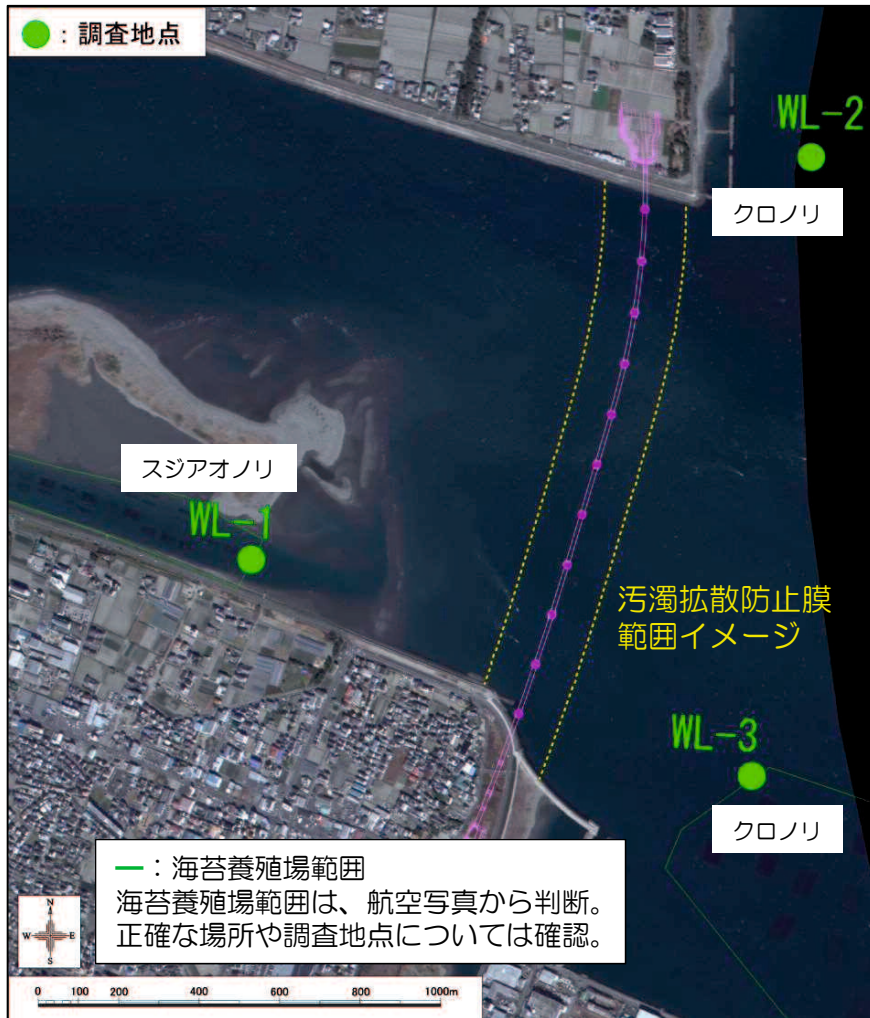 ●：調査地点
WL-2
クロノリ
スジアオノリ
WL-1
汚濁拡散防止膜
範囲イメージ
WL-3
クロノリ
ー：海苔養殖場範囲
海苔養殖場範囲は、航空写真から判断。
正確な場所や調査地点については確認。
N
W E
S
0 100 200 400 600 800 1000m